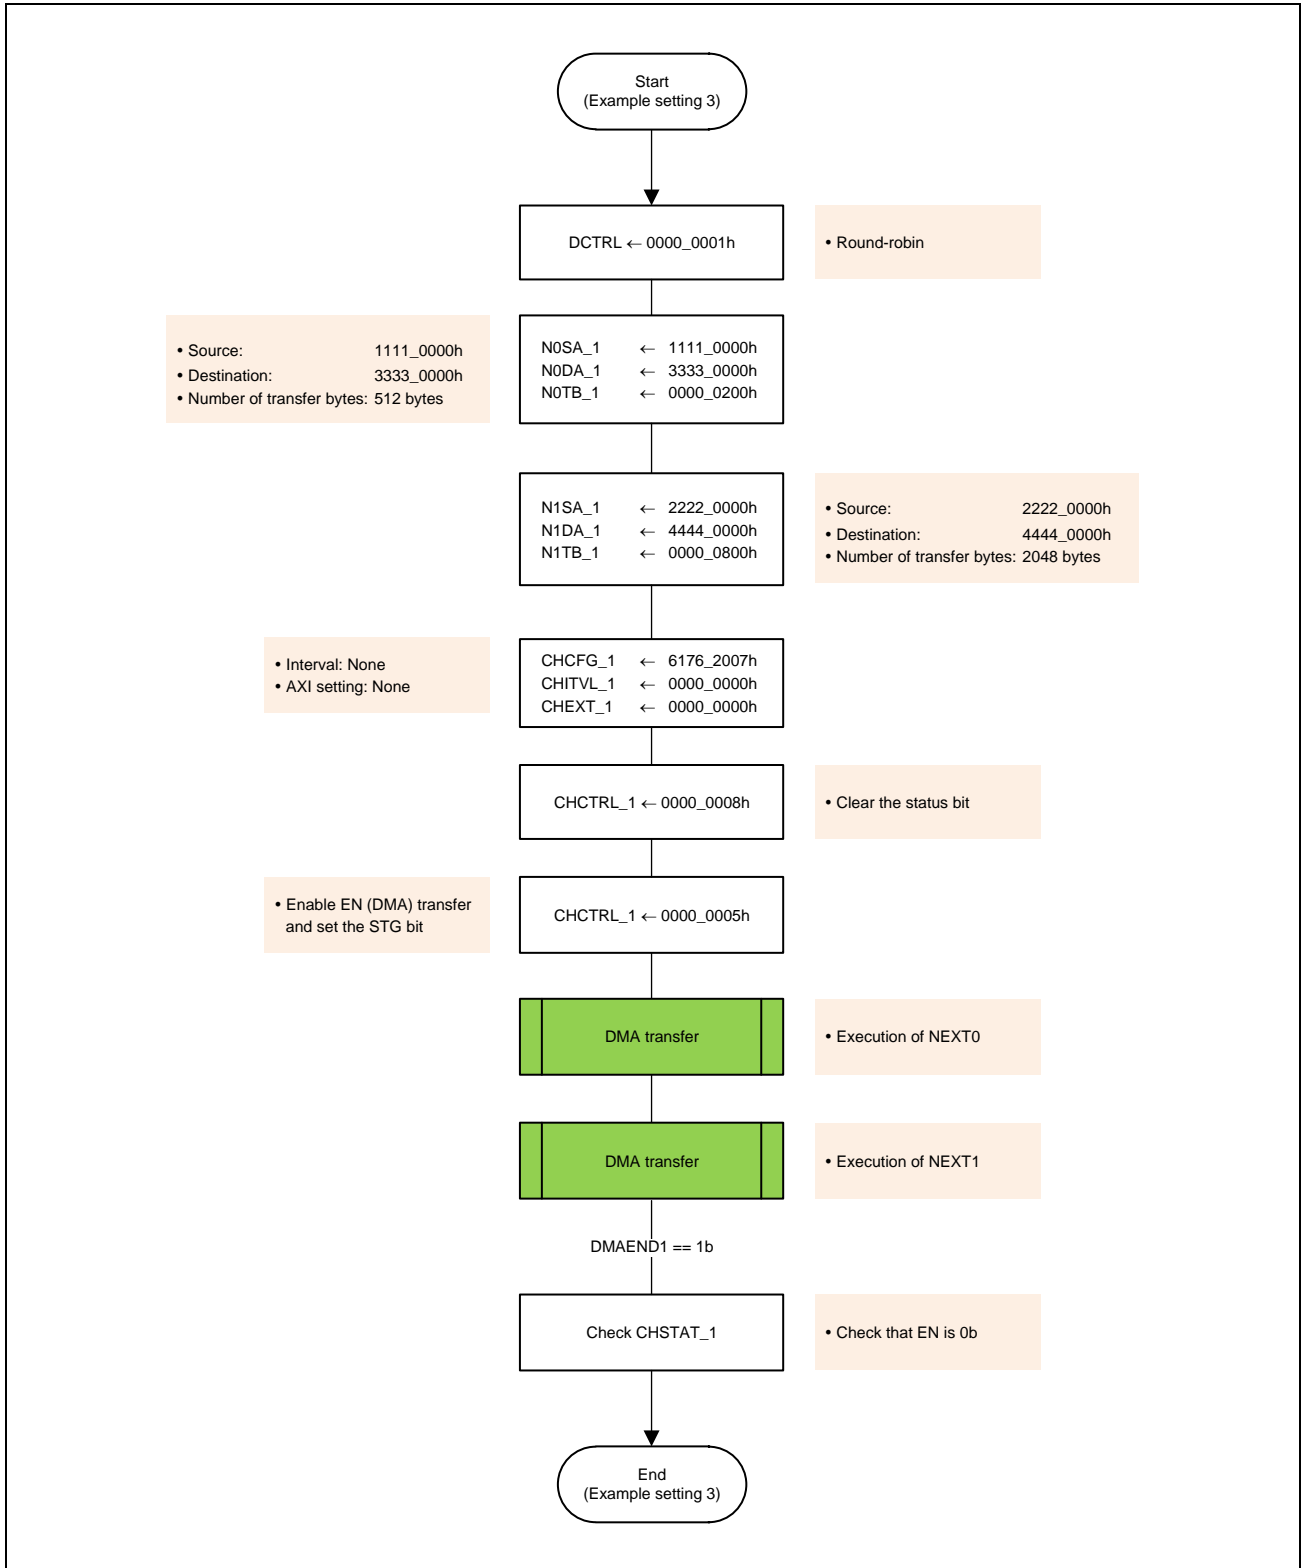 Start
(Example setting 3)
DCTRL ← 0000_0001h
• Round-robin
• Source: 1111_0000h
• Destination: 3333_0000h
• Number of transfer bytes: 512 bytes
N0SA_1 ← 1111_0000h
N0DA_1 ← 3333_0000h
N0TB_1 ← 0000_0200h
N1SA_1 ← 2222_0000h
N1DA_1 ← 4444_0000h
N1TB_1 ← 0000_0800h
• Source: 2222_0000h
• Destination: 4444_0000h
• Number of transfer bytes: 2048 bytes
• Interval: None
• AXI setting: None
CHCFG_1 ← 6176_2007h
CHITVL_1 ← 0000_0000h
CHEXT_1 ← 0000_0000h
CHCTRL_1 ← 0000_0008h
• Clear the status bit
• Enable EN (DMA) transfer
and set the STG bit
CHCTRL_1 ← 0000_0005h
DMA transfer
• Execution of NEXT0
DMA transfer
• Execution of NEXT1
DMAEND1 == 1b
Check CHSTAT_1
• Check that EN is 0b
End
(Example setting 3)